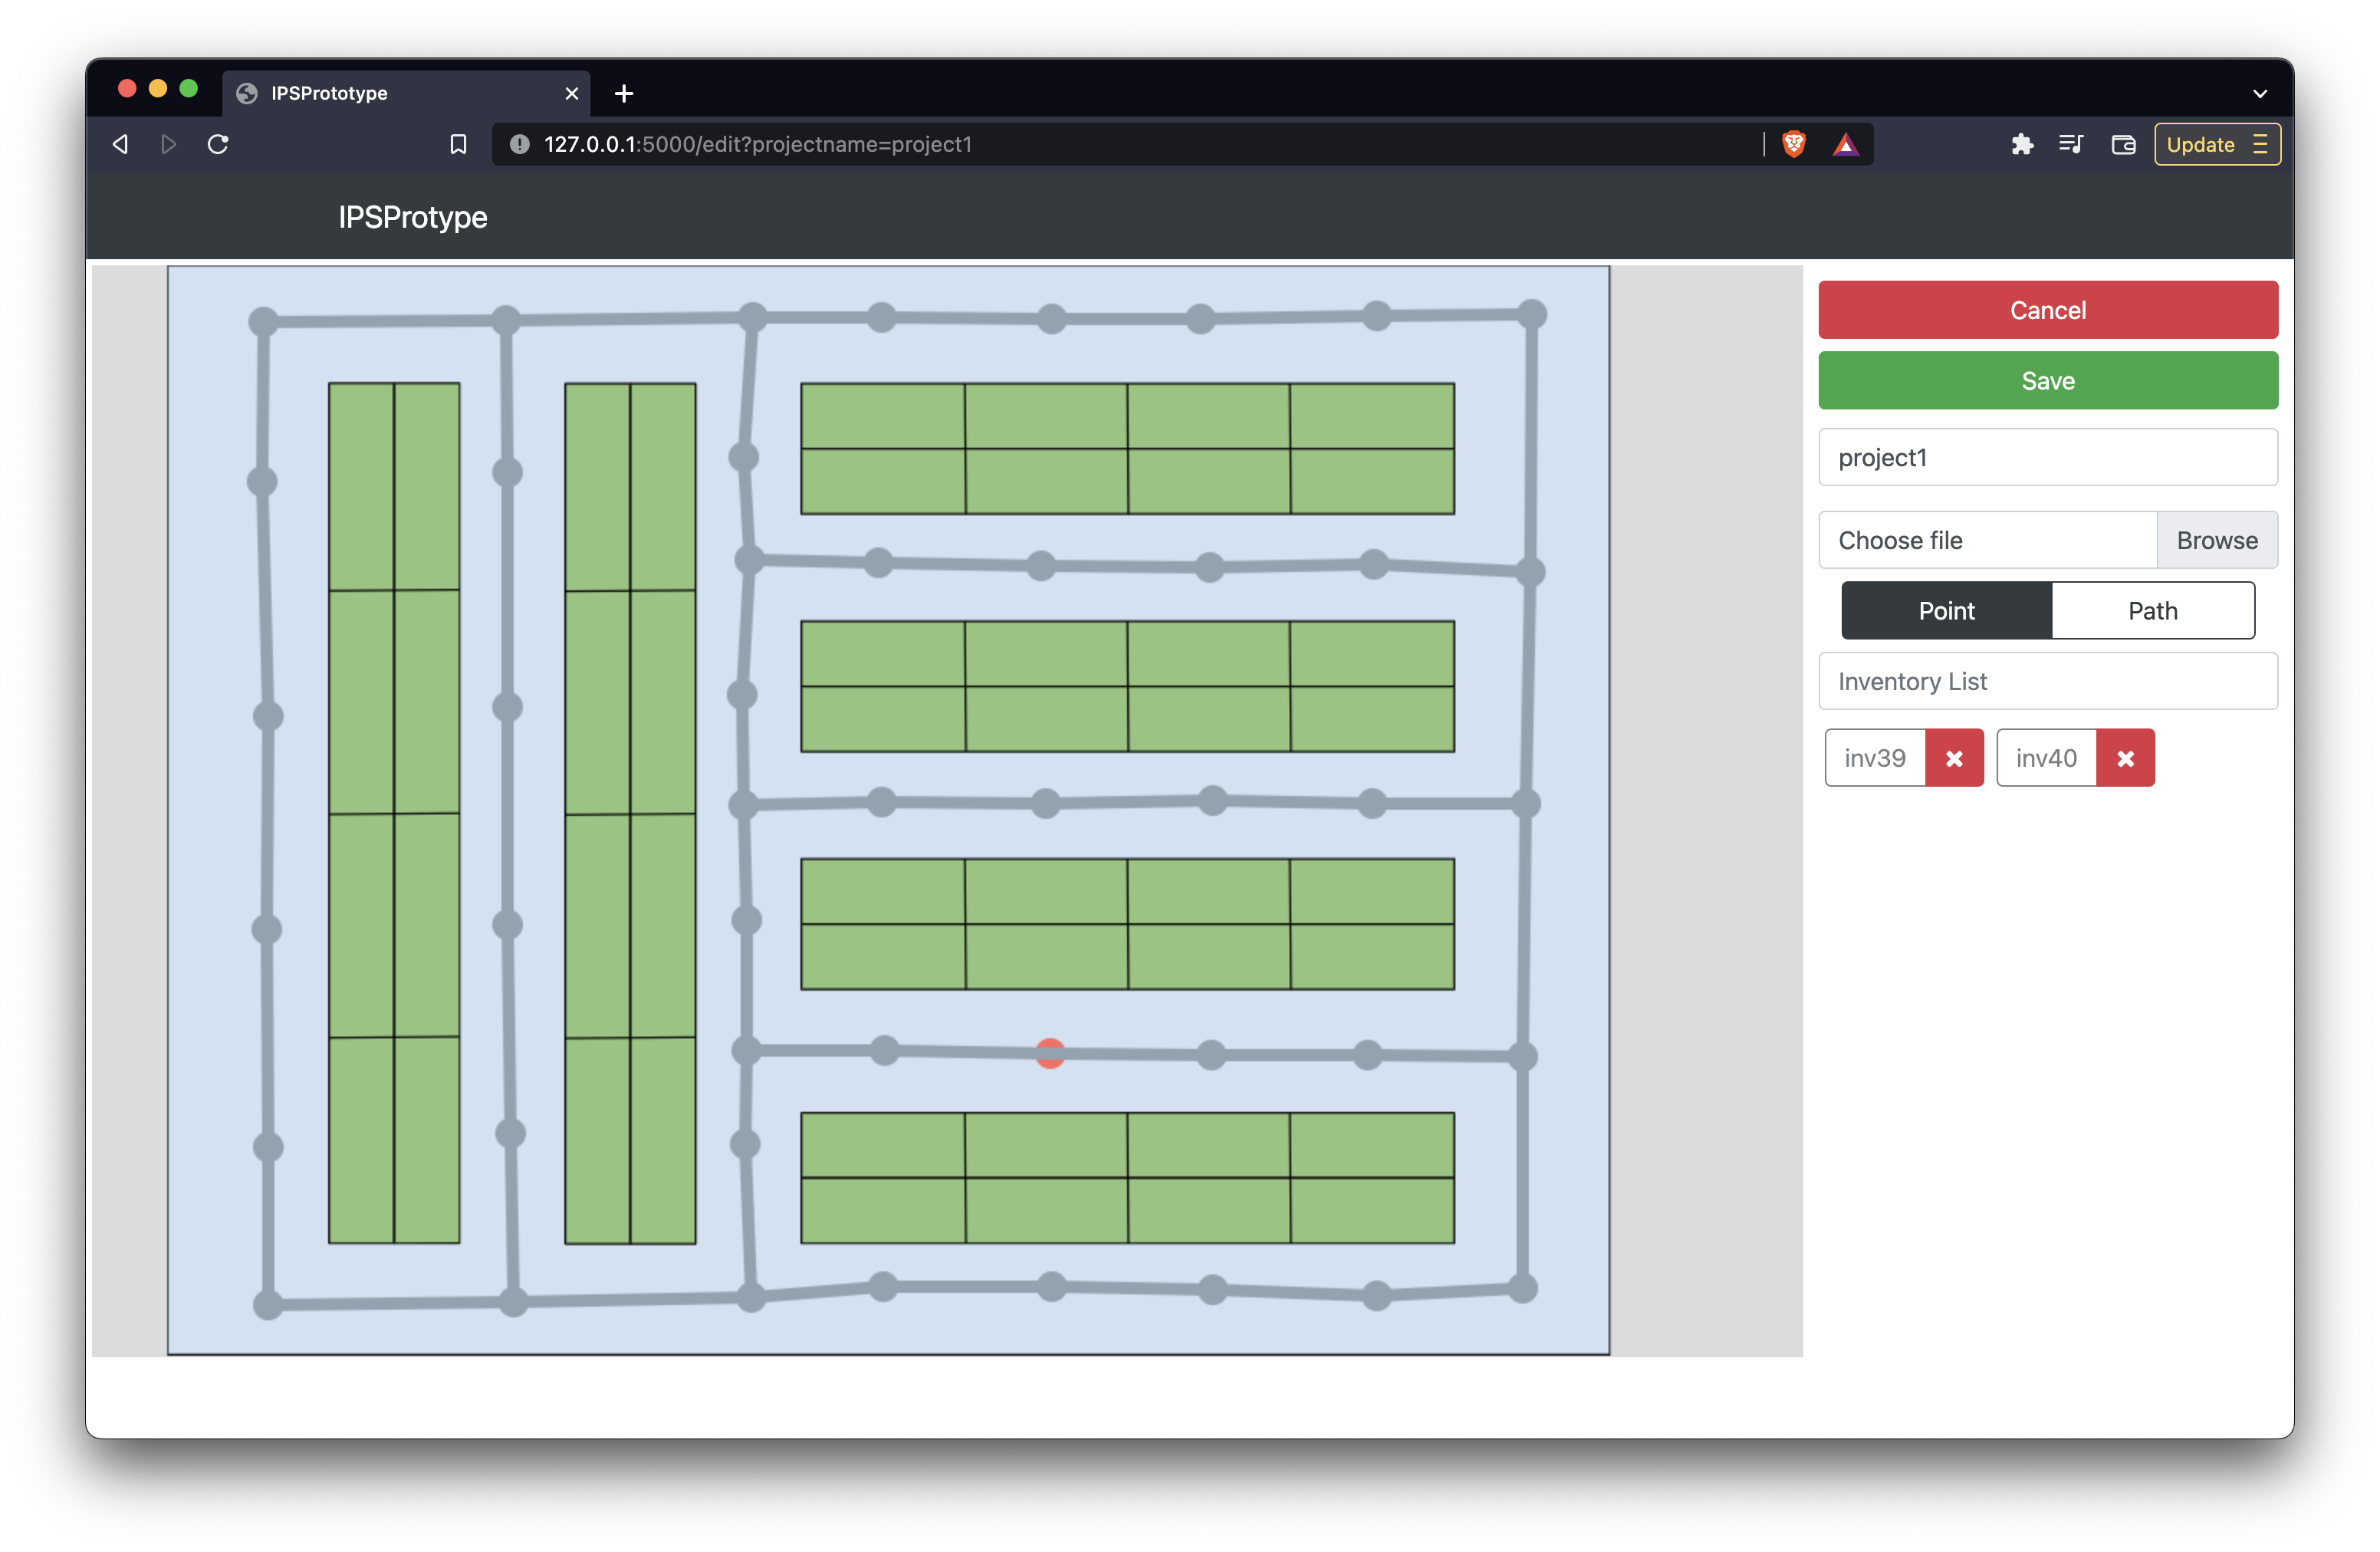 IPSPrototype
127.0.0.1:5000/edit?projectname=project1
Update
IPSProtype
Cancel
Save
project1
Choose file Browse
Point Path
Inventory List
inv39 inv40